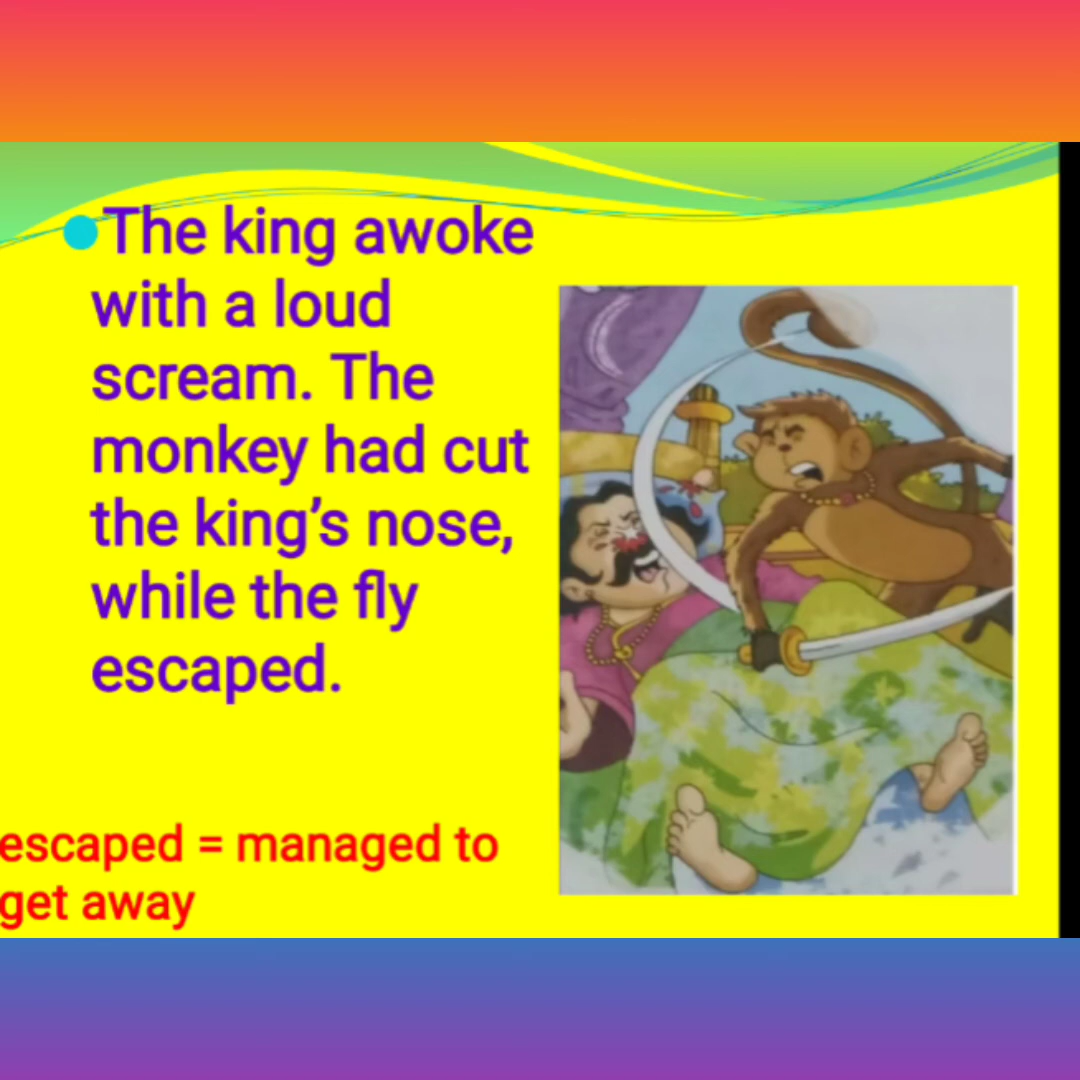 The king awoke
with a loud
scream. The
monkey had cut
the king’s nose,
while the fly
escaped.
escaped = managed to
get away